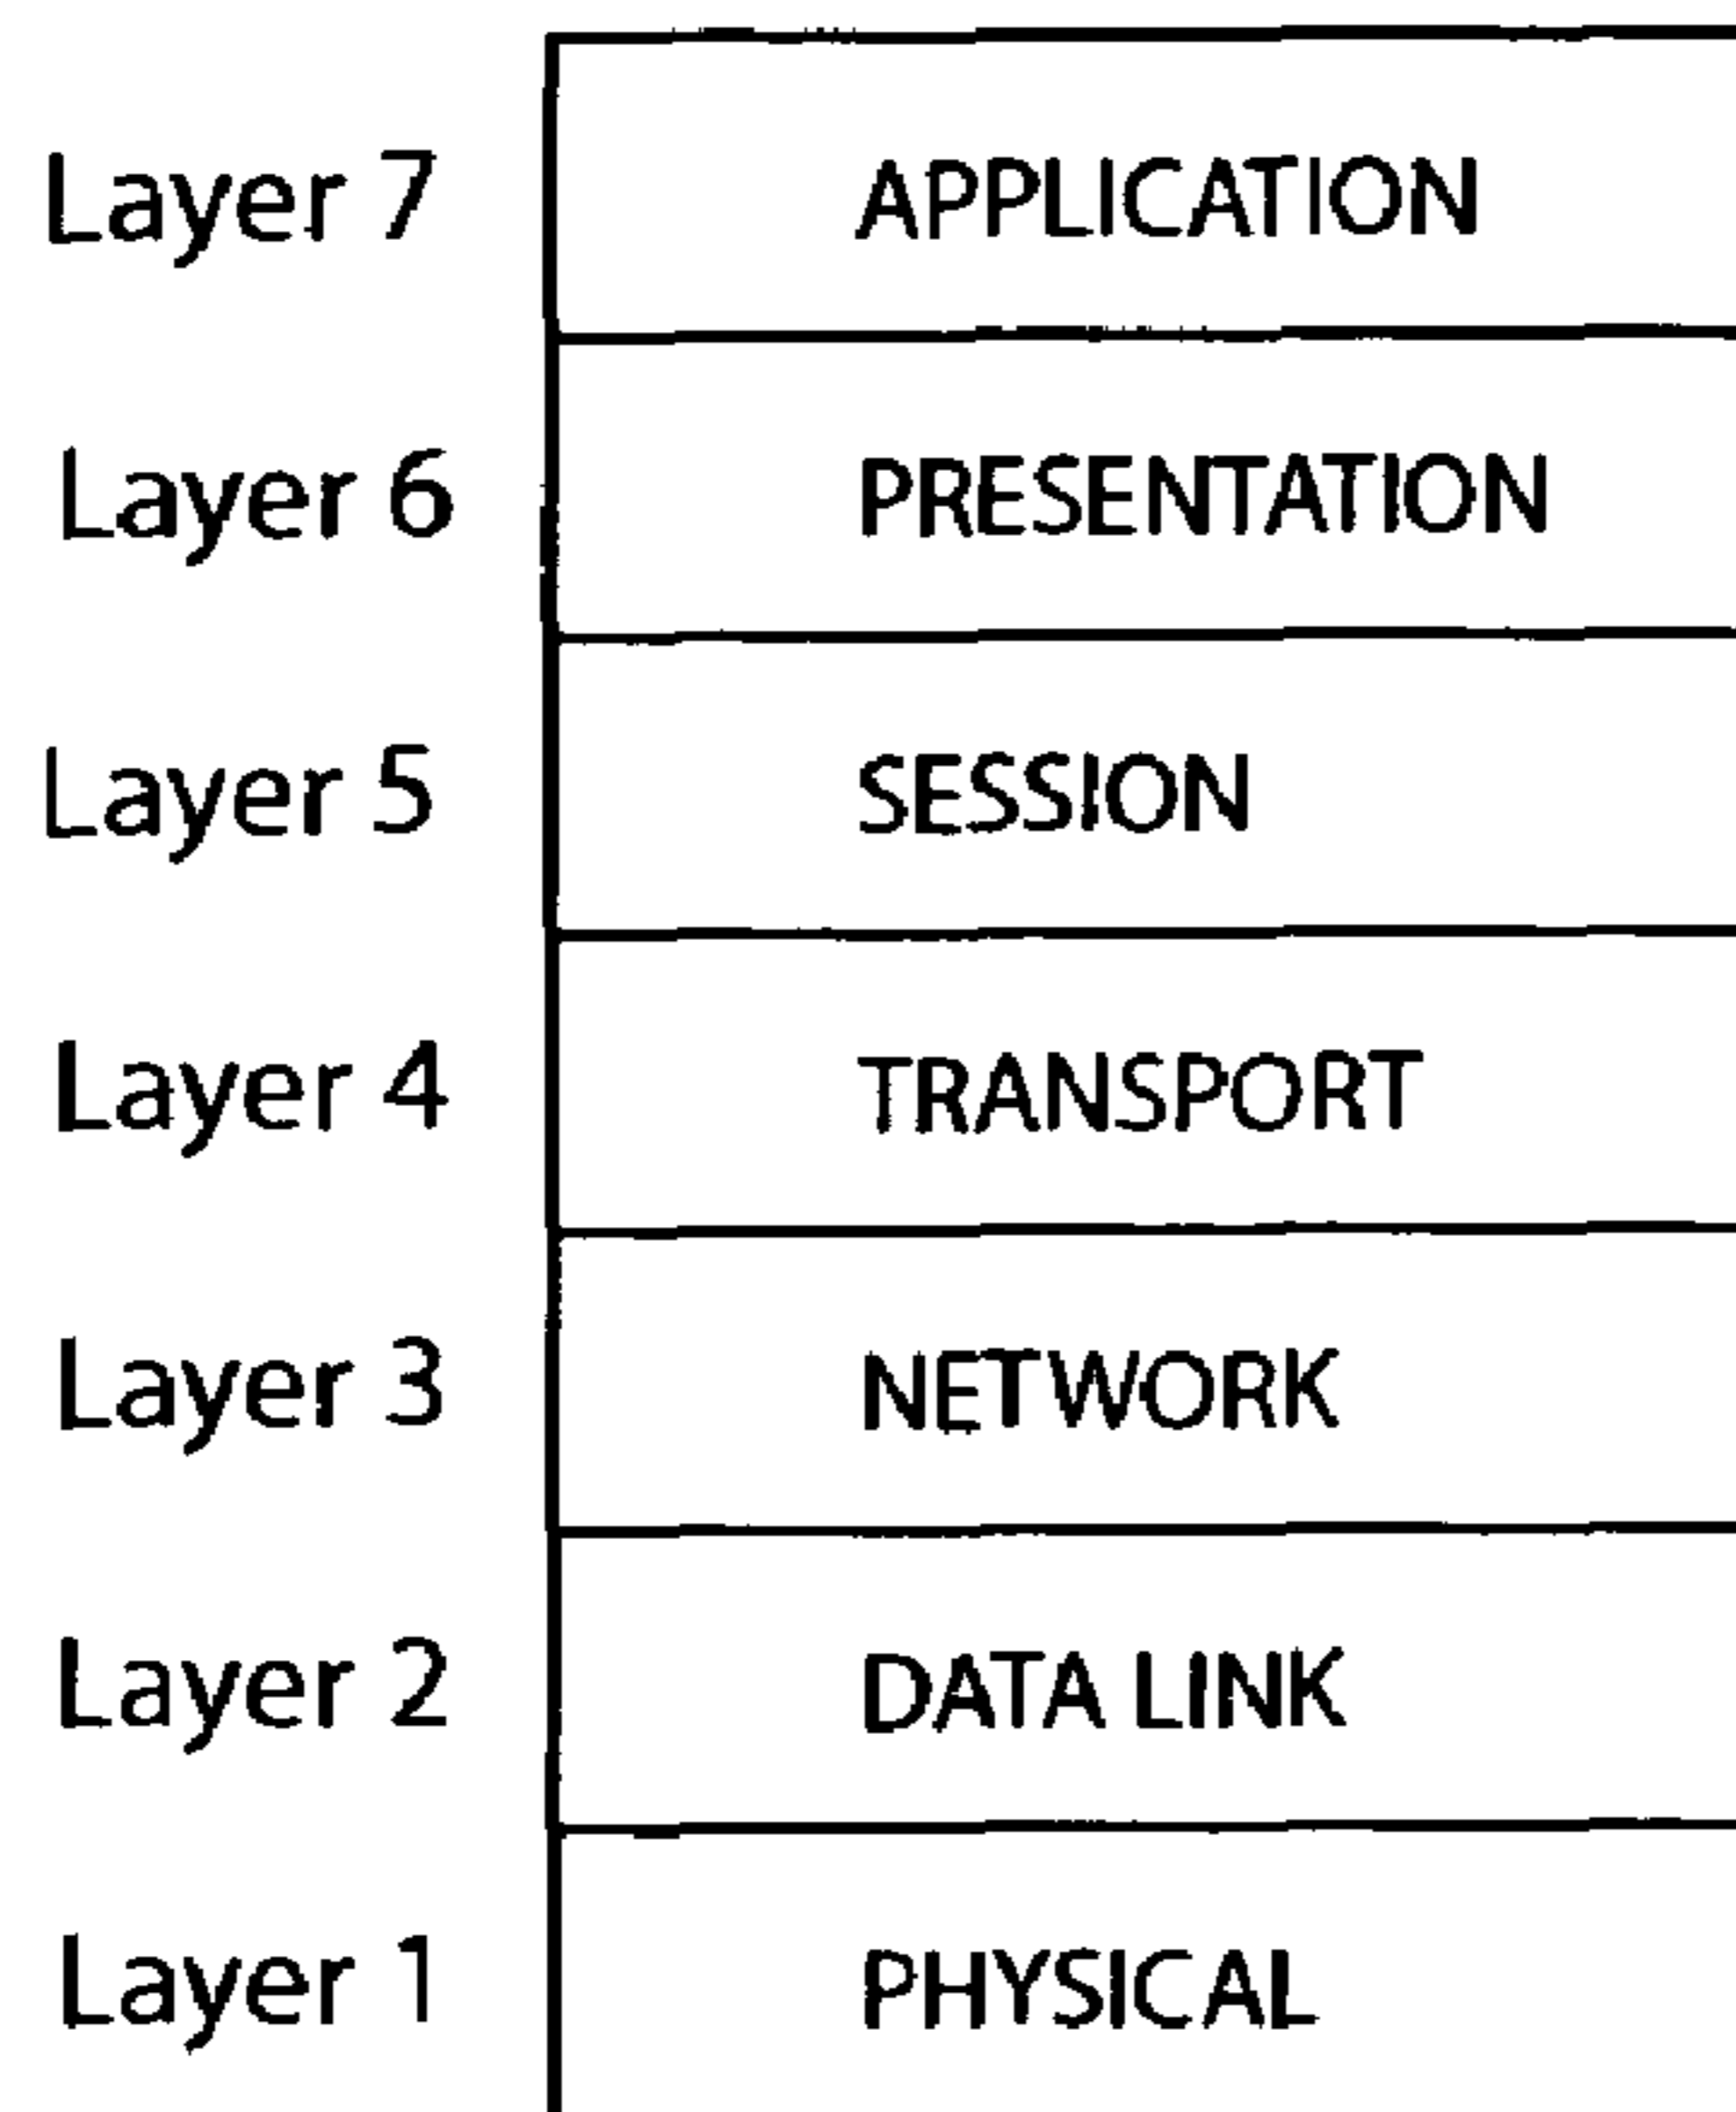 Layer 7 APPLICATION
Layer 6 PRESENTATION
Layer 5 SESSION
Layer 4 TRANSPORT
Layer 3 NETWORK
Layer 2 DATA LINK
Layer 1 PHYSICAL